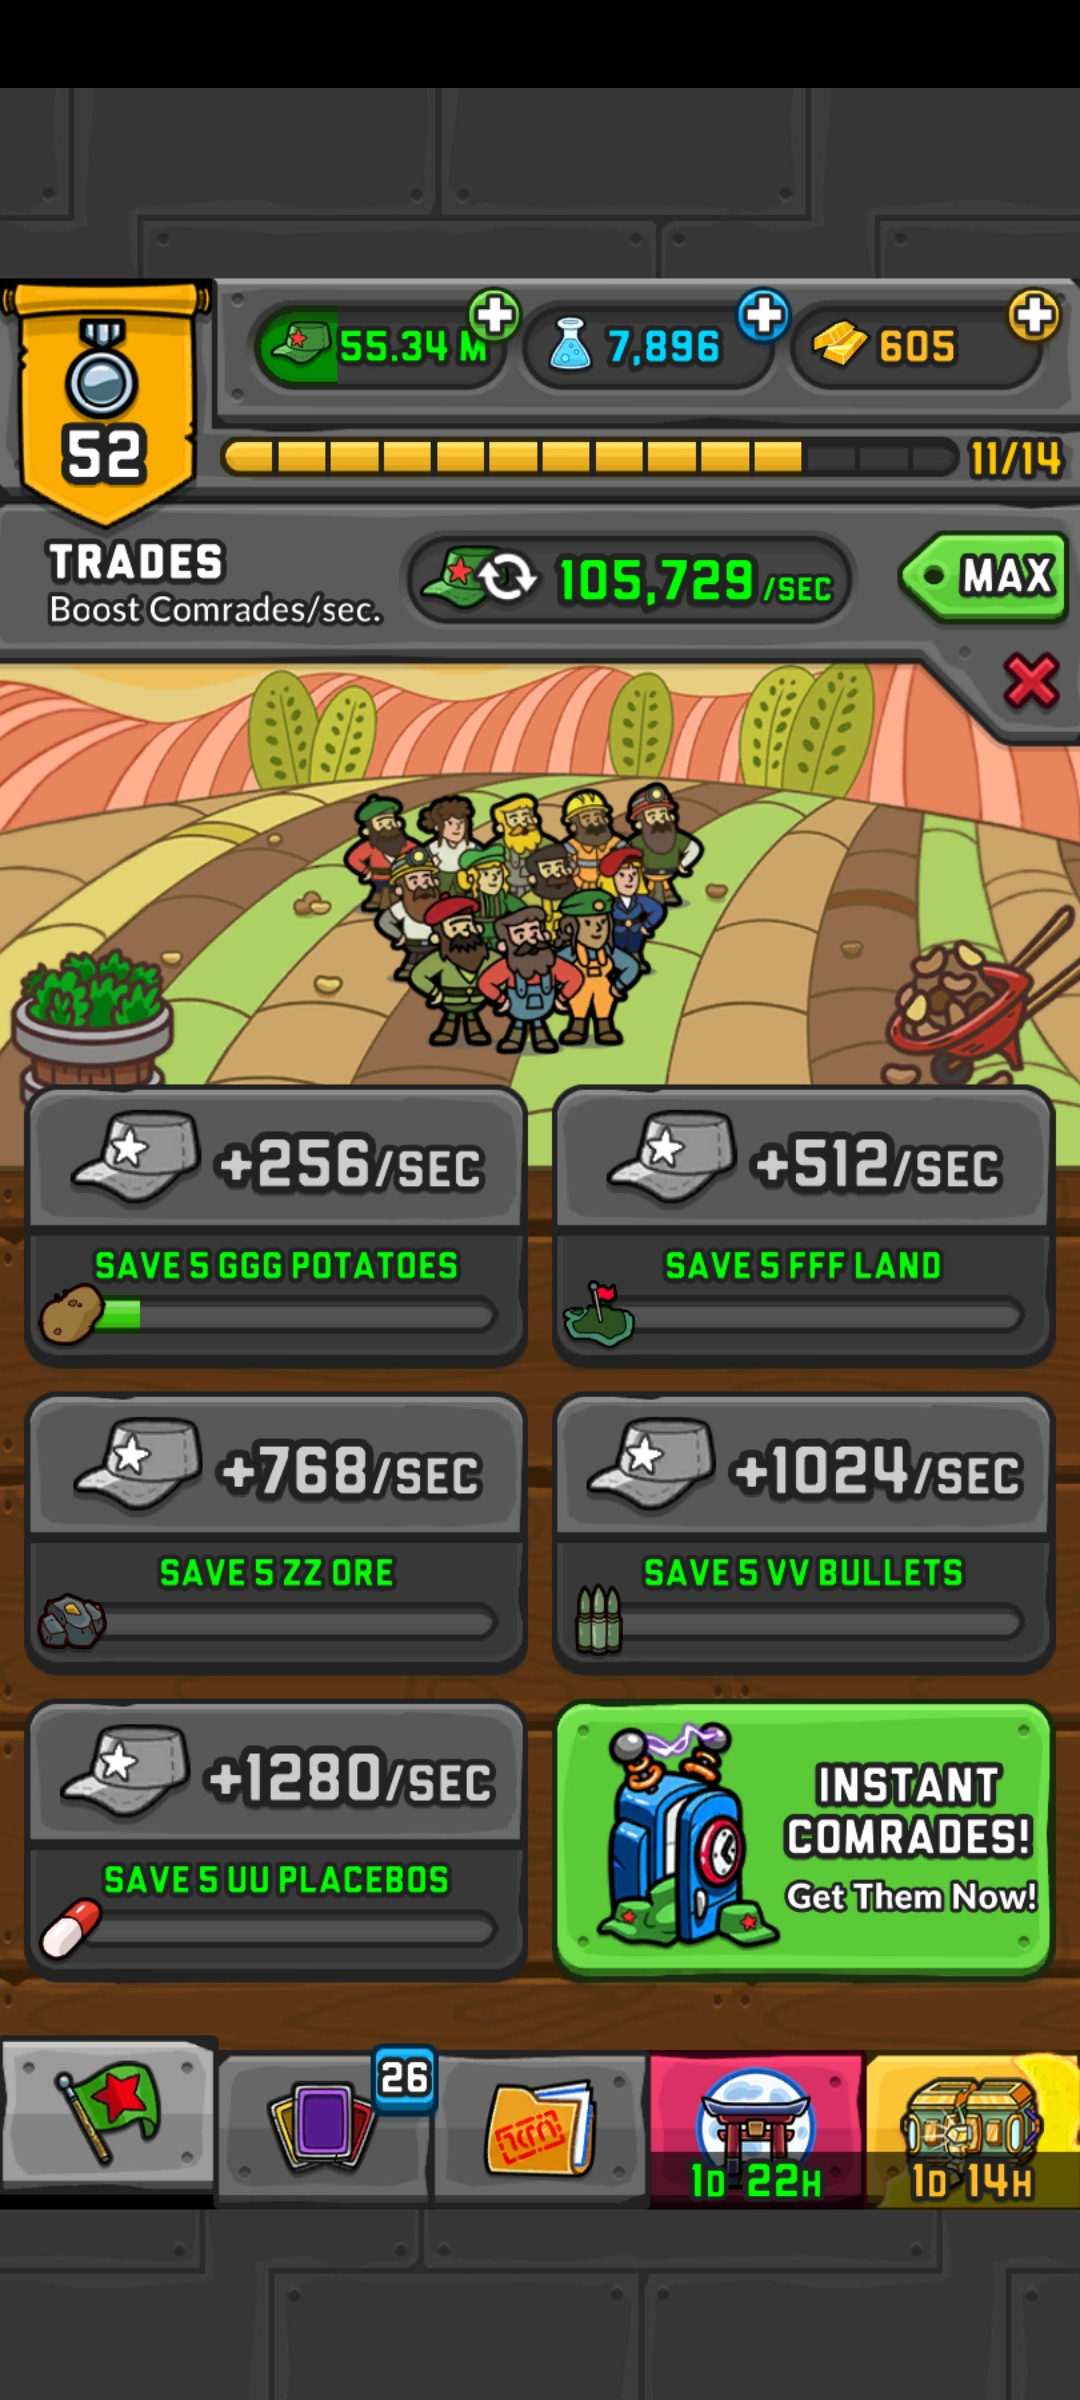 55.34 M
7,896
605
52
11/14
TRADES
Boost Comrades/sec.
105,729/SEC
MAX
+256/SEC
+512/SEC
SAVE 5 GGG POTATOES
SAVE 5 FFF LAND
+768/SEC
+1024/SEC
SAVE 5 ZZ ORE
SAVE 5 VV BULLETS
+1280/SEC
SAVE 5 UU PLACEBOS
INSTANT
COMRADES!
Get Them Now!
26
1D 22H
1D 14H